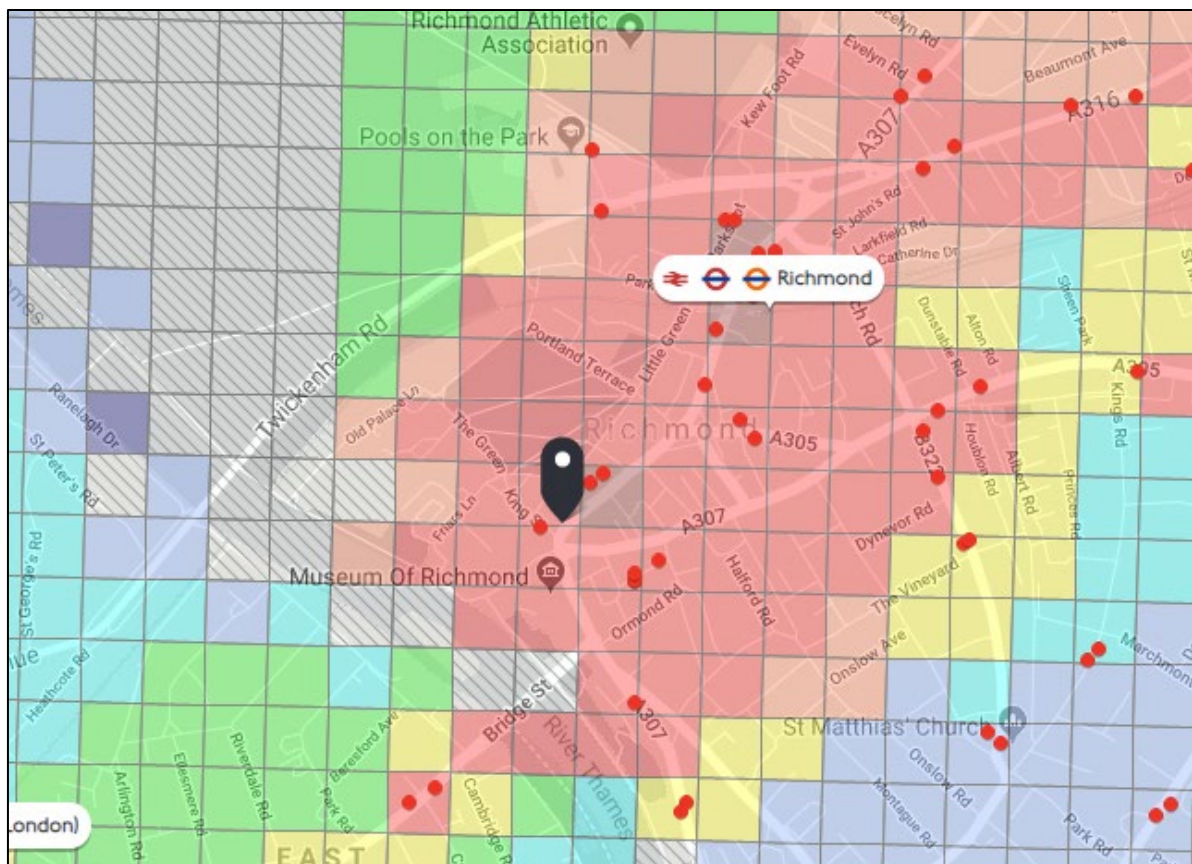 Richmond Athletic
Association
Evelyn Rd
Beaumont Ave
Kew Foot Rd
A307
A316
Pools on the Park
St John's Rd
Larkfield Rd
Catherine Dr
Richmond
Sheen Park
Dunstable Rd
Alton Rd
Little Green
Portland Terrace
Twickenham Rd
A305
Kings Rd
Ranelagh Dr
Old Palace Ln
The Green
Richmond
A305
B322
Houblon Rd
Albert Rd
Princes Rd
St Peter's Rd
Friars Ln
King St
A307
Dynevor Rd
St George's Rd
Museum Of Richmond
Halford Rd
The Vineyard
Ormond Rd
Onslow Ave
Heathcote Rd
Bridge St
A307
River Thames
St Matthias' Church
Beresford Ave
Riverdale Rd
Ellesmere Rd
Arlington Rd
Park Rd
Cambridge
Onslow Rd
Montague Rd
Park Rd
London)
EAST